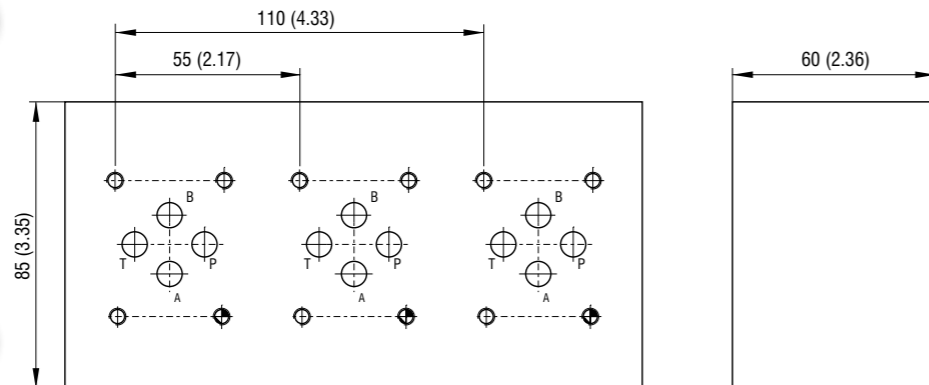 110 (4.33)
55 (2.17)
60 (2.36)
85 (3.35)
B
B
B
T
P
T
P
T
P
A
A
A